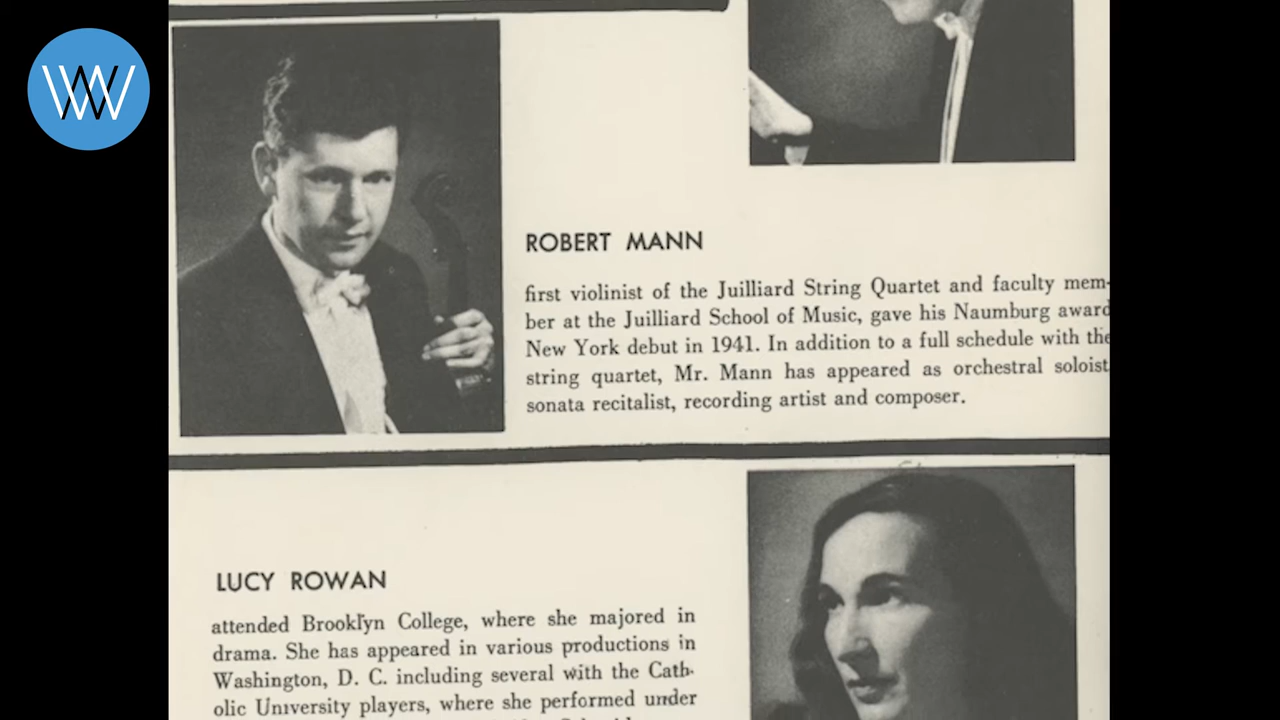 W
ROBERT MANN
first violinist of the Juilliard String Quartet and faculty mem-
ber at the Juilliard School of Music, gave his Naumburg award
New York debut in 1941. In addition to a full schedule with the
string quartet, Mr. Mann has appeared as orchestral soloist,
sonata recitalist, recording artist and composer.
LUCY ROWAN
attended Brooklyn College, where she majored in
drama. She has appeared in various productions in
Washington, D. C. including several with the Cath-
olic University players, where she performed under